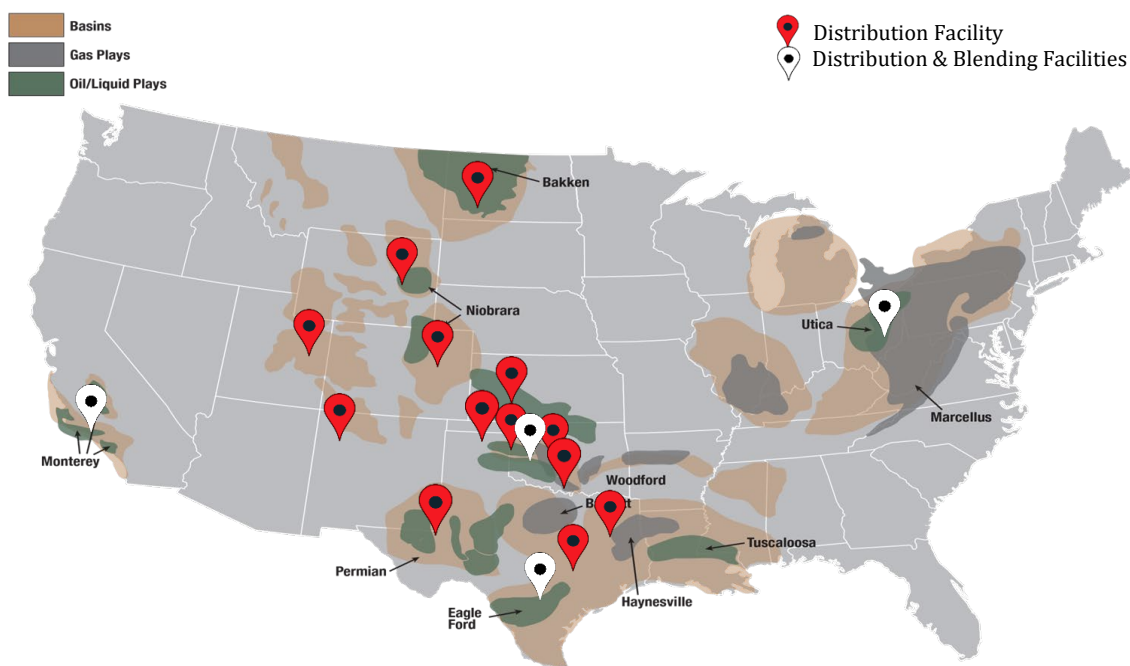 Basins
Gas Plays
Oil/Liquid Plays
Distribution Facility
Distribution & Blending Facilities
Bakken
Niobrara
Utica
Marcellus
Monterey
Woodford
Tuscaloosa
Permian
Haynesville
Eagle
Ford